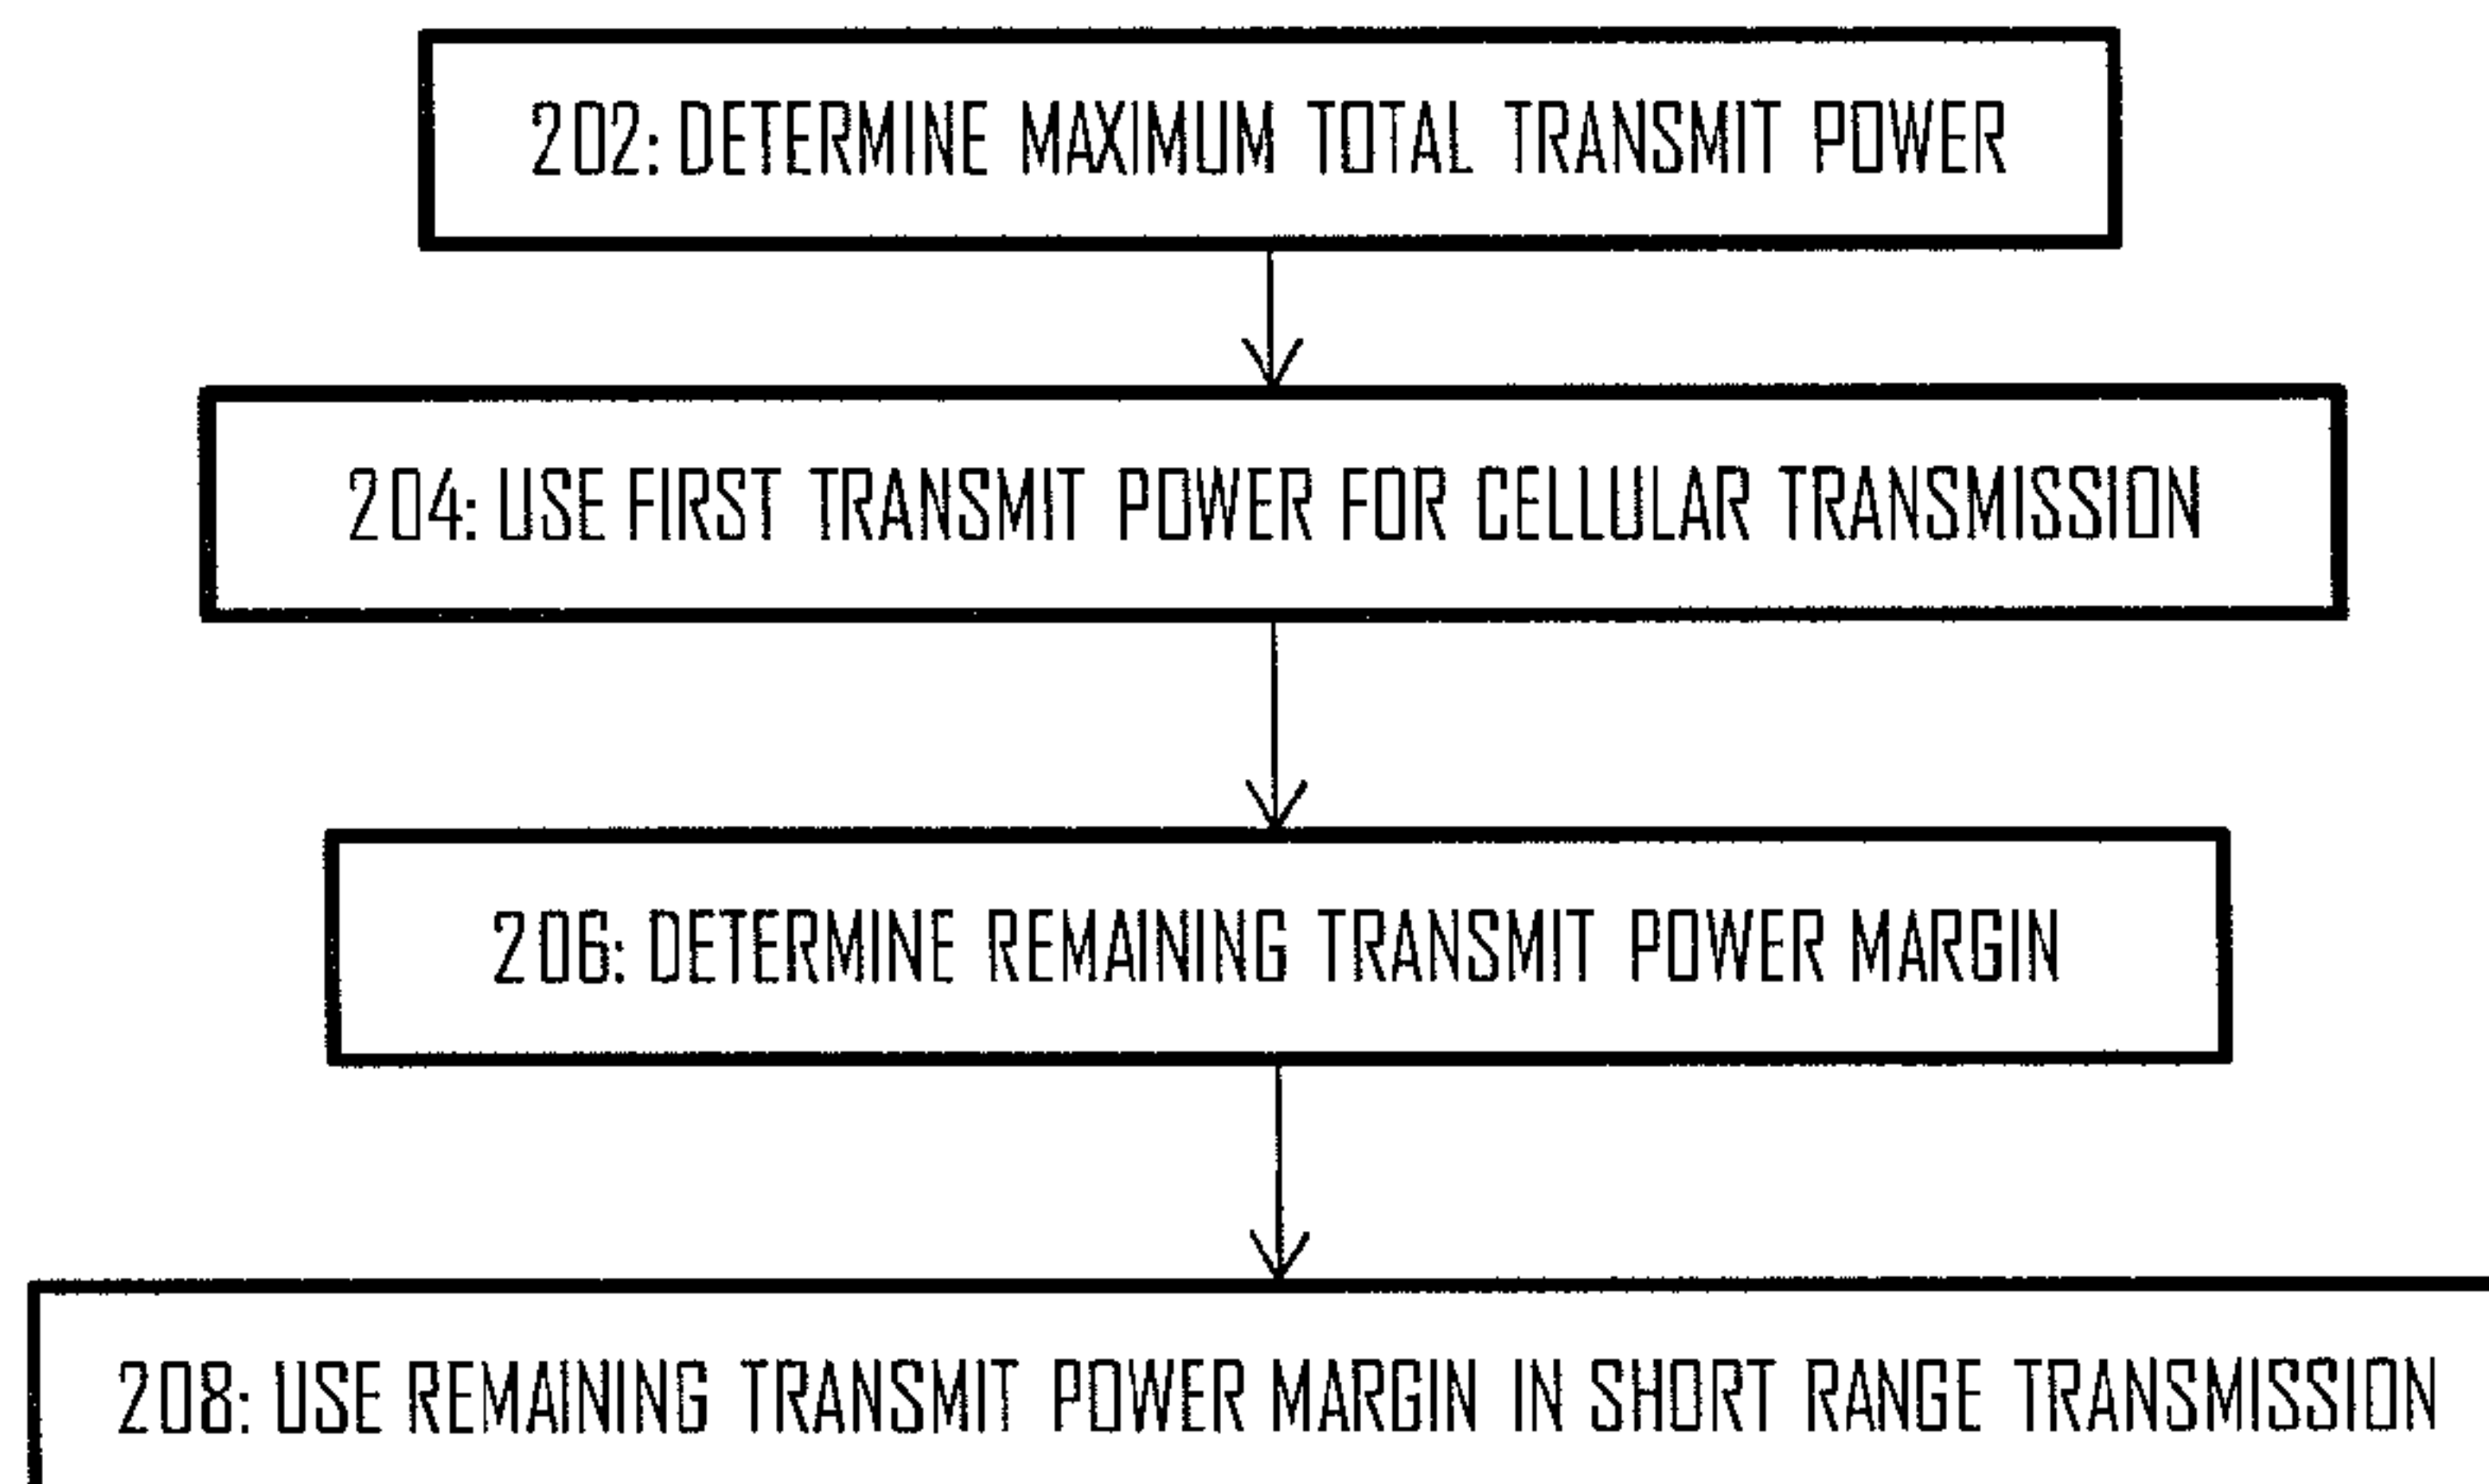 202: DETERMINE MAXIMUM TOTAL TRANSMIT POWER
204: USE FIRST TRANSMIT POWER FOR CELLULAR TRANSMISSION
206: DETERMINE REMAINING TRANSMIT POWER MARGIN
208: USE REMAINING TRANSMIT POWER MARGIN IN SHORT RANGE TRANSMISSION